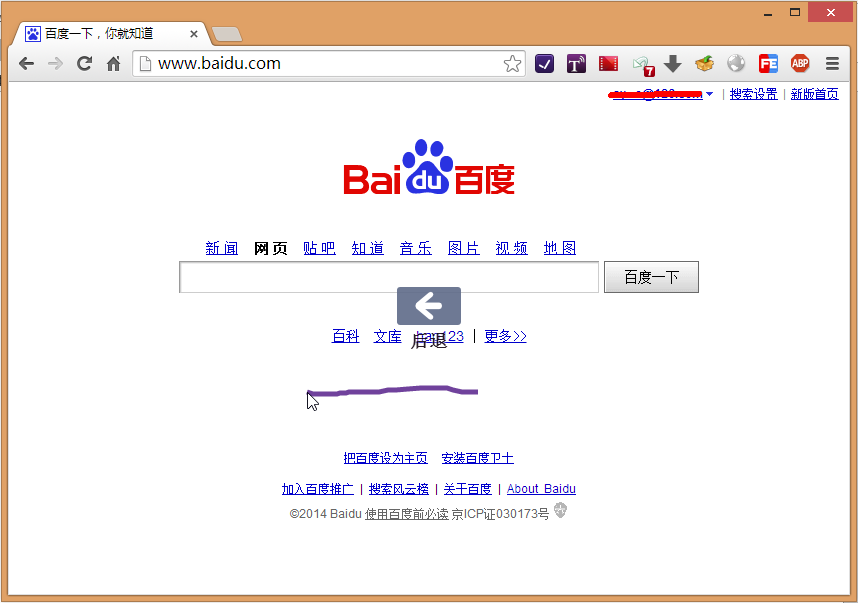 百度一下，你就知道
www.baidu.com
T
7
FE
ABP
搜索设置 | 新版首页
Bai du 百度
新闻 网页 贴吧 知道 音乐 图片 视频 地图
百度一下
后退
百科 文库 hao123 | 更多>>
把百度设为主页 安装百度卫士
加入百度推广 | 搜索风云榜 | 关于百度 | About Baidu
©2014 Baidu 使用百度前必读 京ICP证030173号